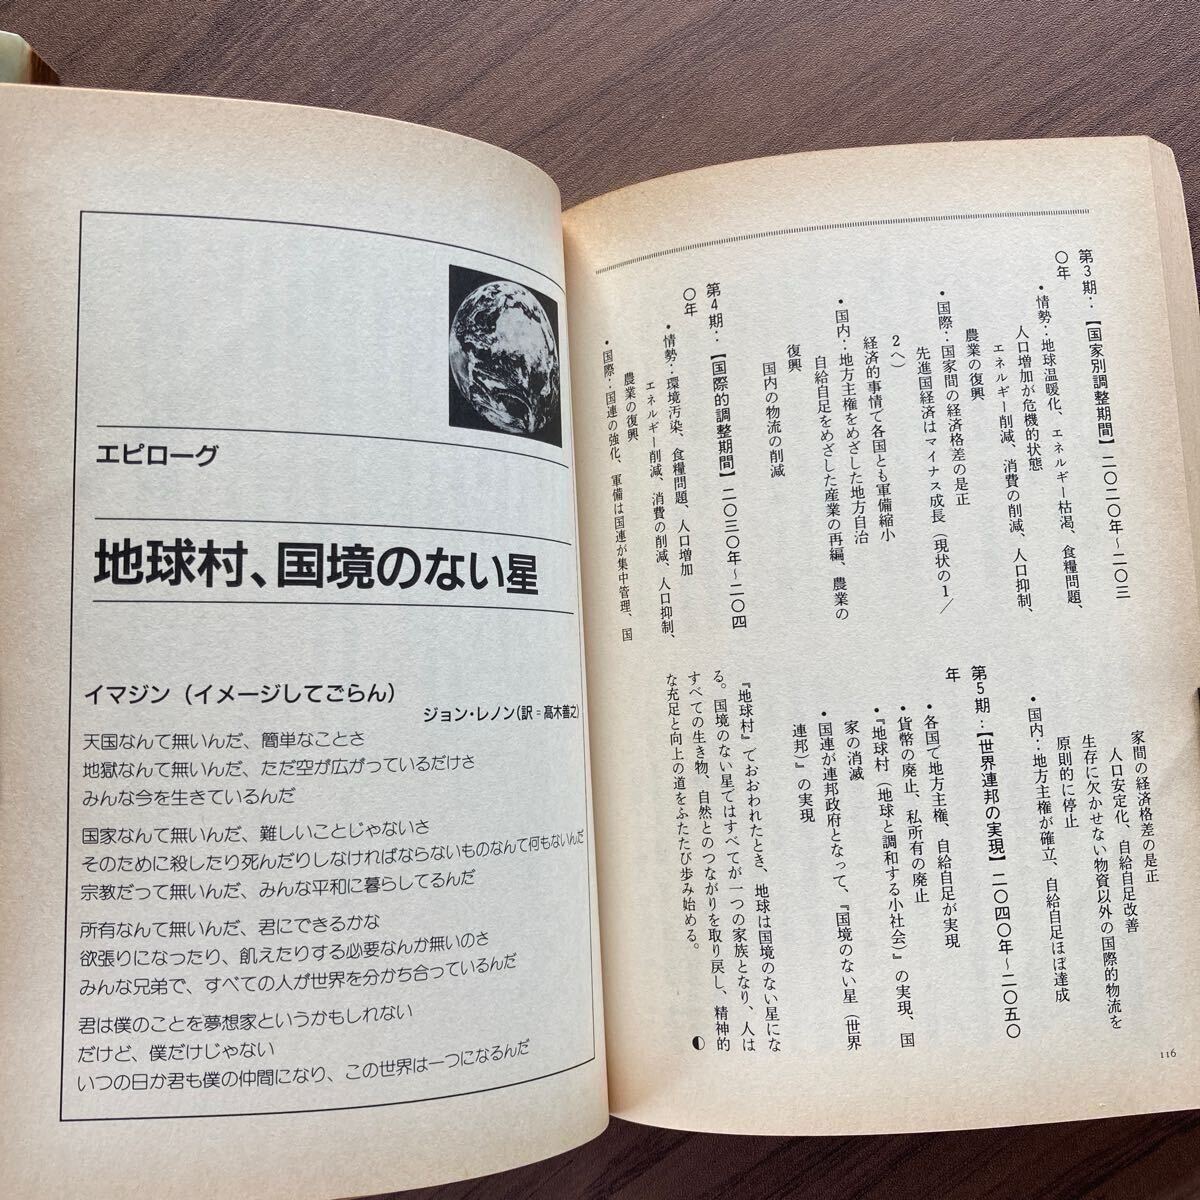 第3期：【国家別調整期間】二〇二〇年〜二〇三
〇年
・情勢：地球温暖化、エネルギー枯渇、食糧問題、
人口増加が危機的状態
エネルギー削減、消費の削減、人口抑制、
農業の復興
・国際：国家間の経済格差の是正
先進国経済はマイナス成長（現状の1／
2へ）
経済的事情で各国とも軍備縮小
・国内：地方主権をめざした地方自治
自給自足をめざした産業の再編、農業の
復興
国内の物流の削減
第4期：【国際的調整期間】二〇三〇年〜二〇四
〇年
・情勢：環境汚染、食糧問題、人口増加
エネルギー削減、消費の削減、人口抑制、
農業の復興
・国際：国連の強化、軍備は国連が集中管理、国
家間の経済格差の是正
人口安定化、自給自足改善
生存に欠かせない物資以外の国際的物流を
原則的に停止
・国内：地方主権が確立、自給自足ほぼ達成
第5期：【世界連邦の実現】二〇四〇年〜二〇五〇
年
・各国で地方主権、自給自足が実現
・貨幣の廃止、私所有の廃止
・『地球村（地球と調和する小社会）』の実現、国
家の消滅
・国連が連邦政府となって、『国境のない星（世界
連邦）』の実現
『地球村』でおおわれたとき、地球は国境のない星にな
る。国境のない星ではすべてが一つの家族となり、人は
すべての生き物、自然とのつながりを取り戻し、精神的
な充足と向上の道をふたたび歩み始める。
116
エピローグ
地球村、国境のない星
イマジン（イメージしてごらん）
ジョン・レノン（訳＝髙木善之）
天国なんて無いんだ、簡単なことさ
地獄なんて無いんだ、ただ空が広がっているだけさ
みんな今を生きているんだ
国家なんて無いんだ、難しいことじゃないさ
そのために殺したり死んだりしなければならないものなんて何もないんだ
宗教だって無いんだ、みんな平和に暮らしてるんだ
所有なんて無いんだ、君にできるかな
欲張りになったり、飢えたりする必要なんか無いのさ
みんな兄弟で、すべての人が世界を分かち合っているんだ
君は僕のことを夢想家というかもしれない
だけど、僕だけじゃない
いつの日か君も僕の仲間になり、この世界は一つになるんだ